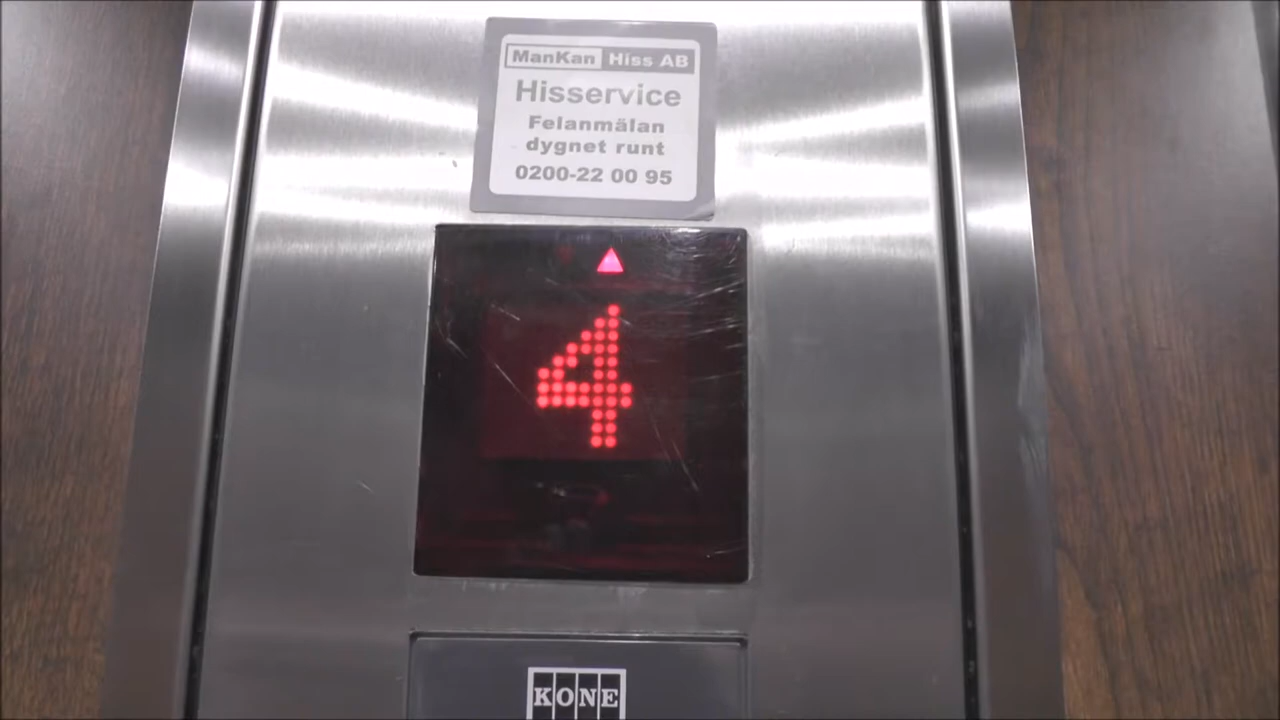 ManKan Hiss AB
Hisservice
Felanmälan
dygnet runt
0200-22 00 95
4
KONE